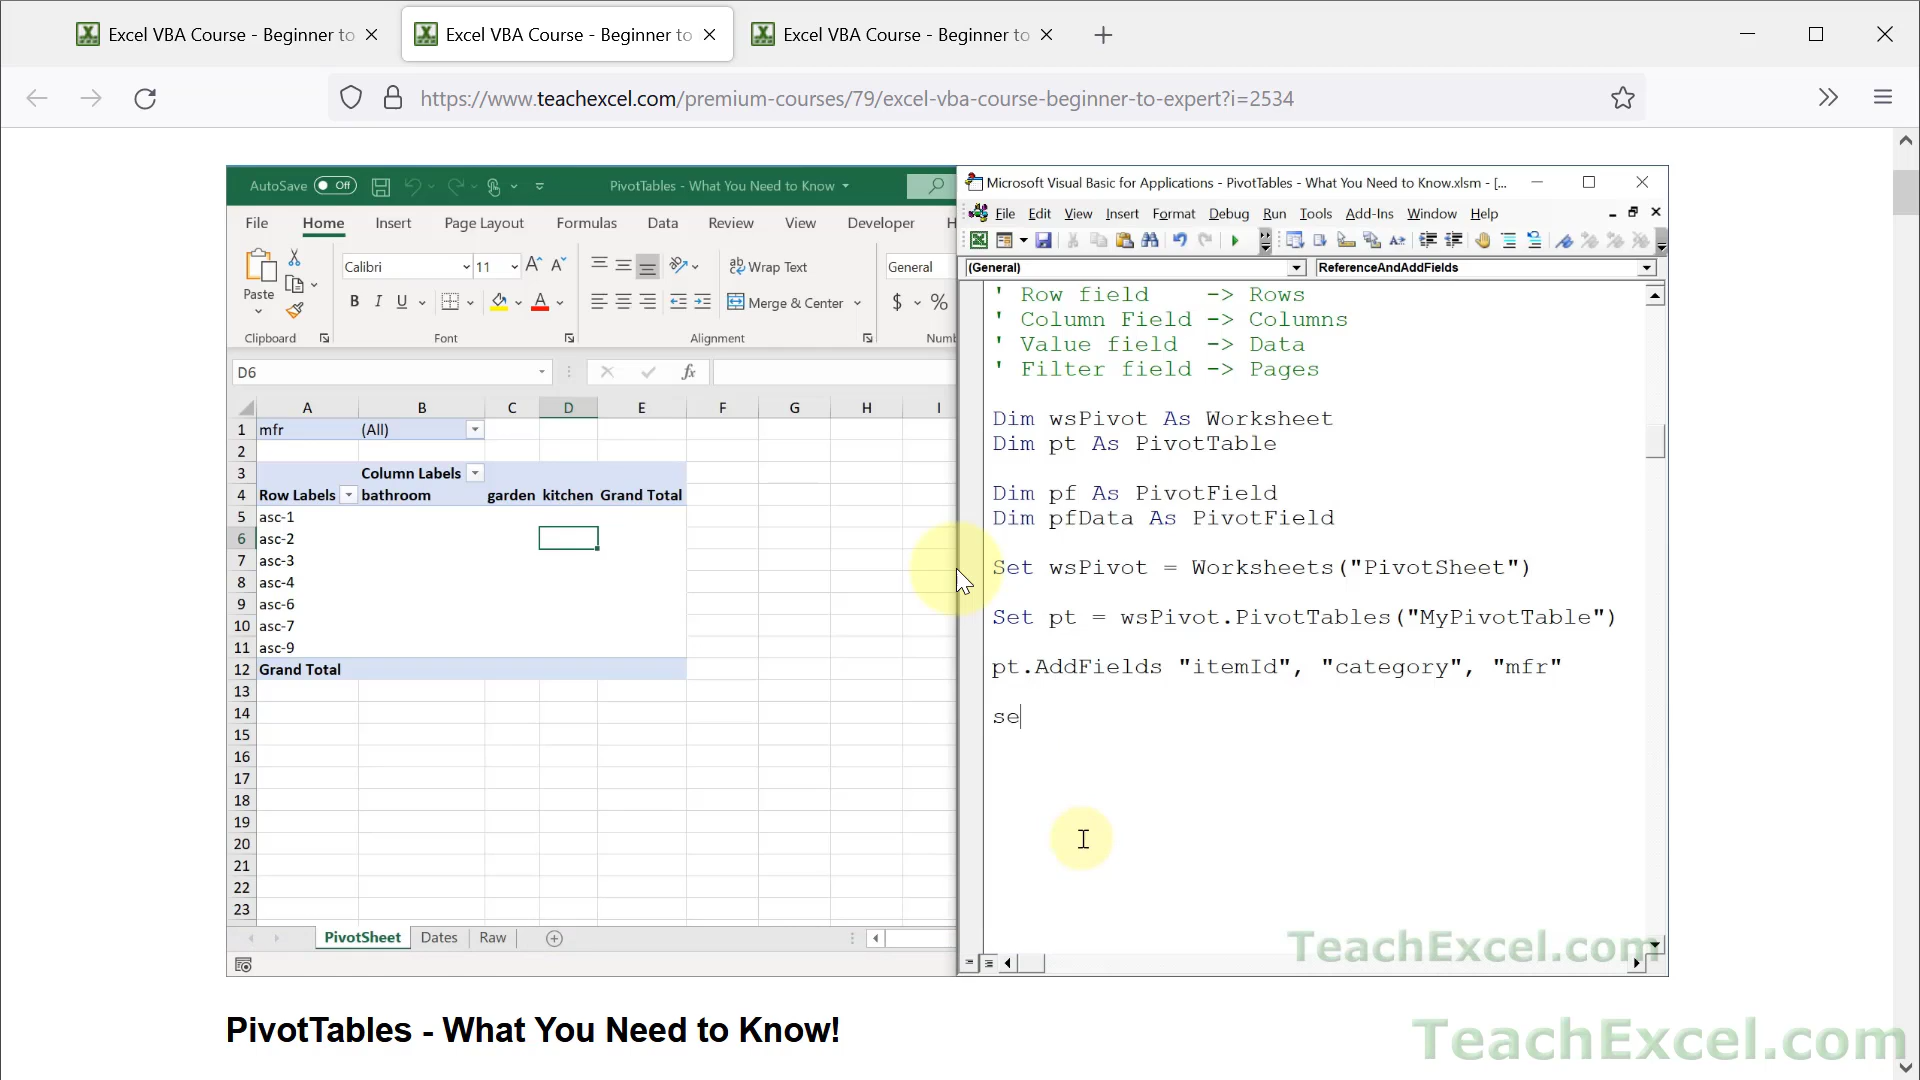 Excel VBA Course - Beginner to
Excel VBA Course - Beginner to
Excel VBA Course - Beginner to
https://www.teachexcel.com/premium-courses/79/excel-vba-course-beginner-to-expert?i=2534
AutoSave Off
PivotTables - What You Need to Know
File Home Insert Page Layout Formulas Data Review View Developer H
Paste
Calibri 11
Wrap Text
General
B I U A
Merge & Center
$ %
Clipboard Font Alignment Numb
D6
fx
A B C D E F G H I
1 mfr (All)
2
3 Column Labels
4 Row Labels bathroom garden kitchen Grand Total
5 asc-1
6 asc-2
7 asc-3
8 asc-4
9 asc-6
10 asc-7
11 asc-9
12 Grand Total
13
14
15
16
17
18
19
20
21
22
23
PivotSheet Dates Raw
Microsoft Visual Basic for Applications - PivotTables - What You Need to Know.xlsm - [...
File Edit View Insert Format Debug Run Tools Add-Ins Window Help
(General)
ReferenceAndAddFields
' Row field -> Rows
' Column Field -> Columns
' Value field -> Data
' Filter field -> Pages
Dim wsPivot As Worksheet
Dim pt As PivotTable
Dim pf As PivotField
Dim pfData As PivotField
Set wsPivot = Worksheets("PivotSheet")
Set pt = wsPivot.PivotTables("MyPivotTable")
pt.AddFields "itemId", "category", "mfr"
se
TeachExcel.com
PivotTables - What You Need to Know!
TeachExcel.com